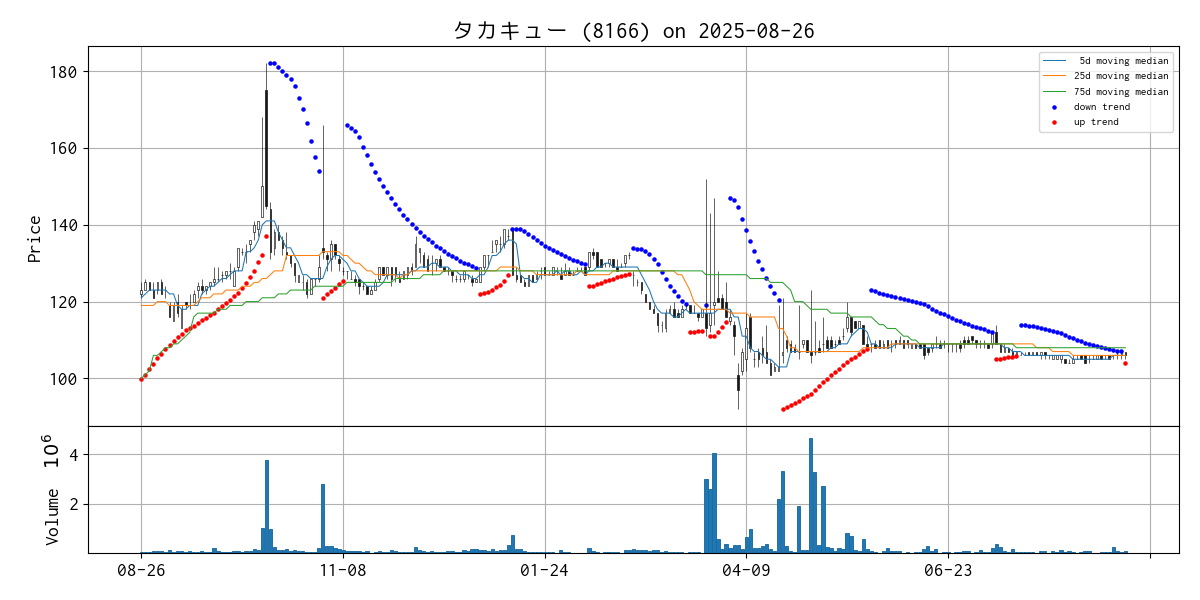 タカキュー (8166) on 2025-08-26
Price
180
160
140
120
100
5d moving median
25d moving median
75d moving median
down trend
up trend
Volume 10^6
4
2
08-26
11-08
01-24
04-09
06-23